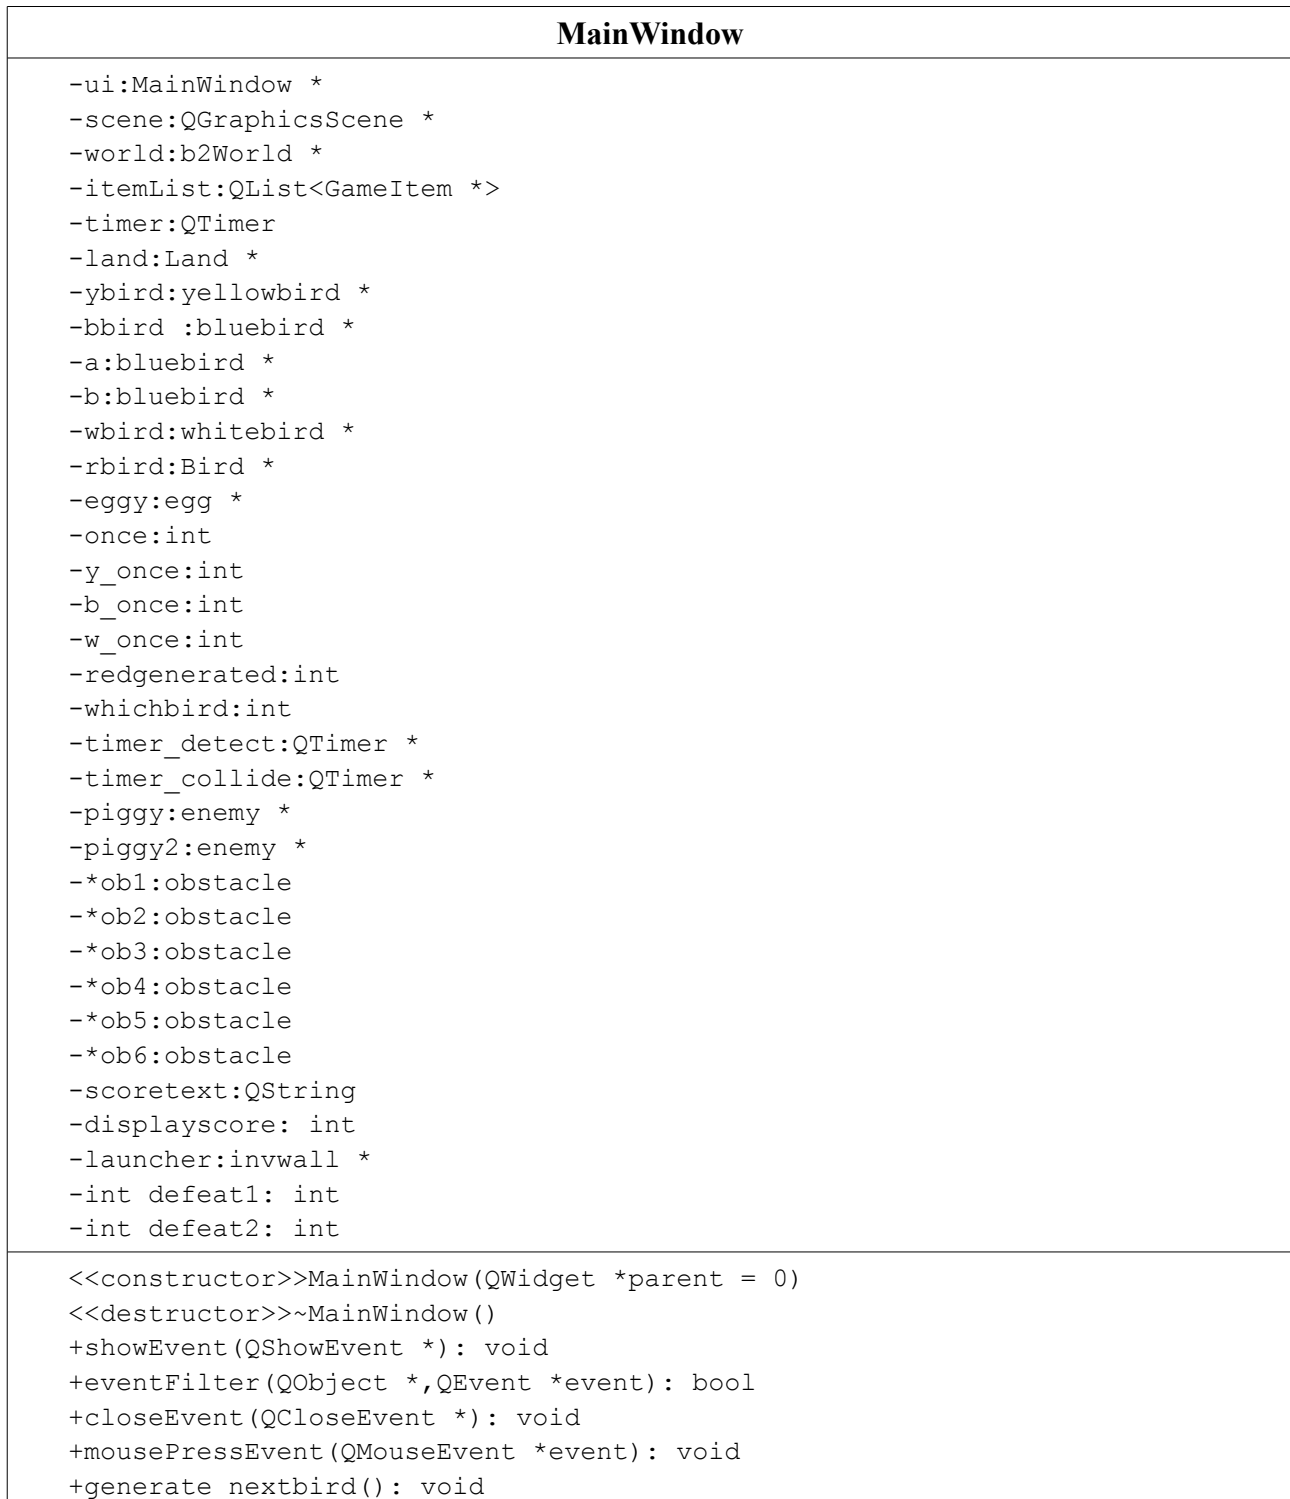 MainWindow
-ui:MainWindow *
-scene:QGraphicsScene *
-world:b2World *
-itemList:QList<GameItem *>
-timer:QTimer
-land:Land *
-ybird:yellowbird *
-bbird :bluebird *
-a:bluebird *
-b:bluebird *
-wbird:whitebird *
-rbird:Bird *
-eggy:egg *
-once:int
-y_once:int
-b_once:int
-w_once:int
-redgenerated:int
-whichbird:int
-timer_detect:QTimer *
-timer_collide:QTimer *
-piggy:enemy *
-piggy2:enemy *
-*ob1:obstacle
-*ob2:obstacle
-*ob3:obstacle
-*ob4:obstacle
-*ob5:obstacle
-*ob6:obstacle
-scoretext:QString
-displayscore: int
-launcher:invwall *
-int defeat1: int
-int defeat2: int
<<constructor>>MainWindow(QWidget *parent = 0)
<<destructor>>~MainWindow()
+showEvent(QShowEvent *): void
+eventFilter(QObject *,QEvent *event): bool
+closeEvent(QCloseEvent *): void
+mousePressEvent(QMouseEvent *event): void
+generate nextbird(): void